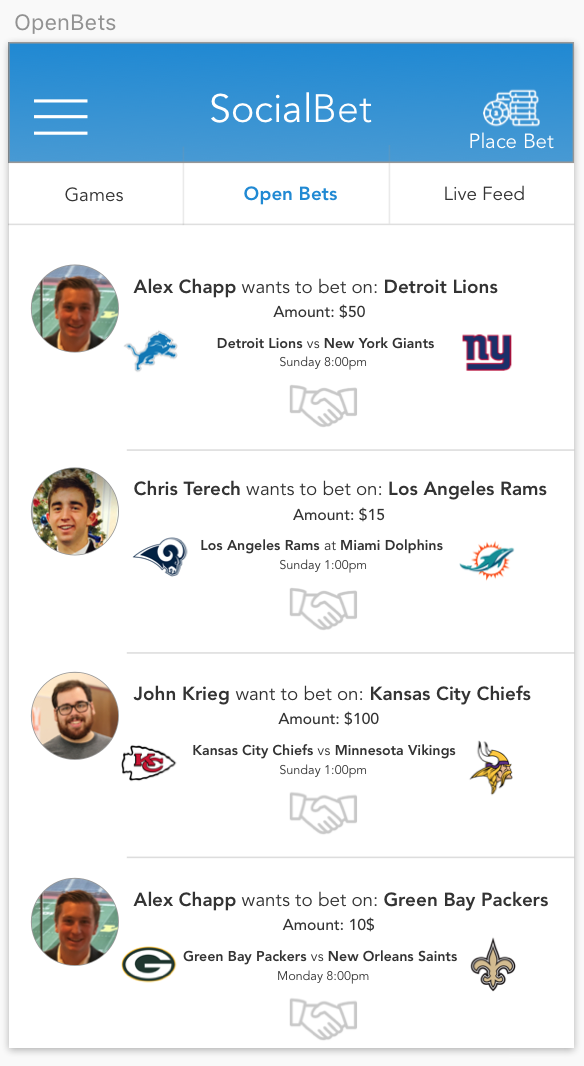 OpenBets
SocialBet
Place Bet
Games
Open Bets
Live Feed
Alex Chapp wants to bet on: Detroit Lions
Amount: $50
Detroit Lions vs New York Giants
Sunday 8:00pm
ny
Chris Terech wants to bet on: Los Angeles Rams
Amount: $15
Los Angeles Rams at Miami Dolphins
Sunday 1:00pm
John Krieg want to bet on: Kansas City Chiefs
Amount: $100
Kansas City Chiefs vs Minnesota Vikings
Sunday 1:00pm
KC
Alex Chapp wants to bet on: Green Bay Packers
Amount: 10$
Green Bay Packers vs New Orleans Saints
Monday 8:00pm
G